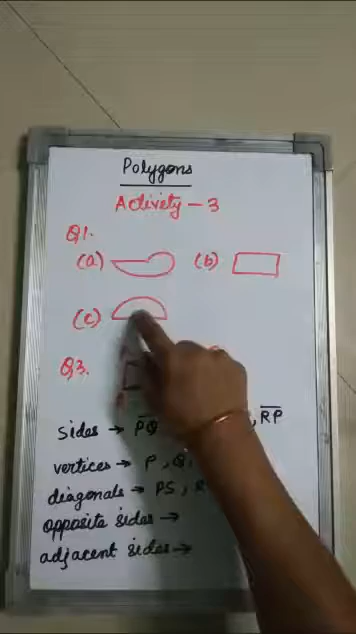 Polygons
Activity - 3
Q1.
(a) (b)
(c)
Q3.
sides → PQ , RP
vertices → P, Q,
diagonals → PS, R
opposite sides →
adjacent sides →